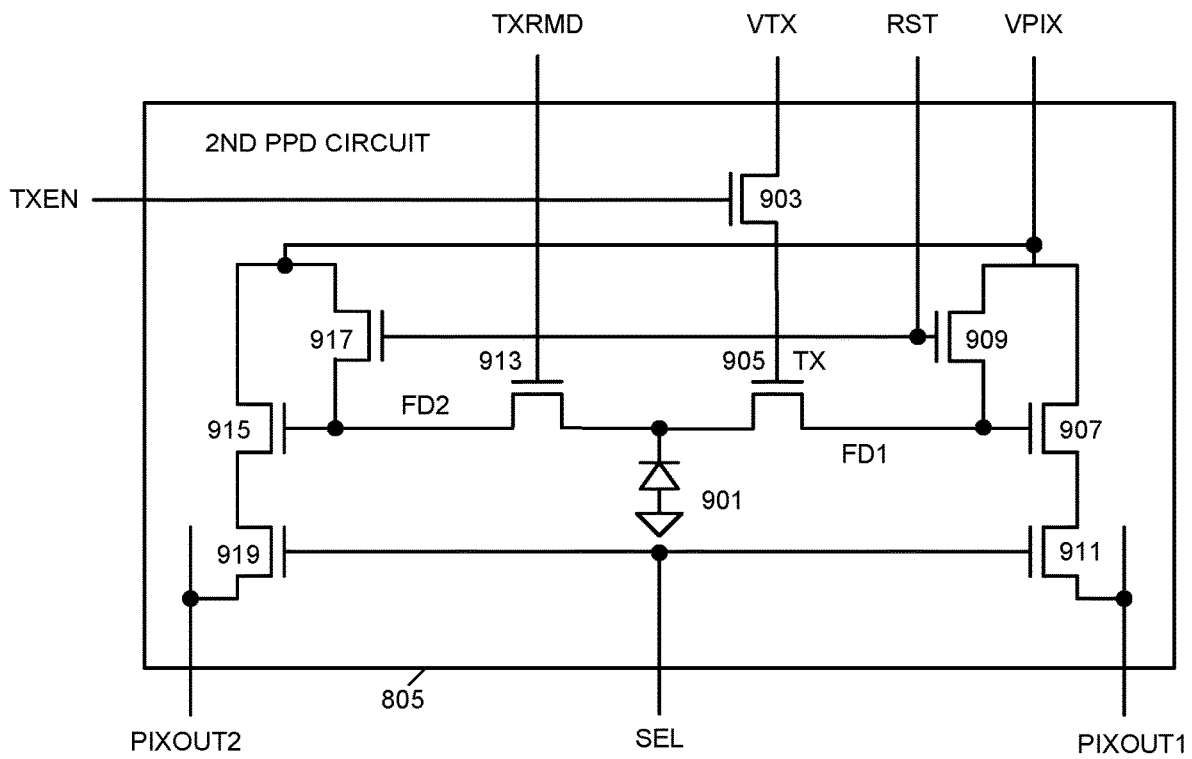 TXRMD
VTX
RST
VPIX
2ND PPD CIRCUIT
TXEN
903
917
909
913
905
TX
FD2
915
907
FD1
901
919
911
805
PIXOUT2
SEL
PIXOUT1